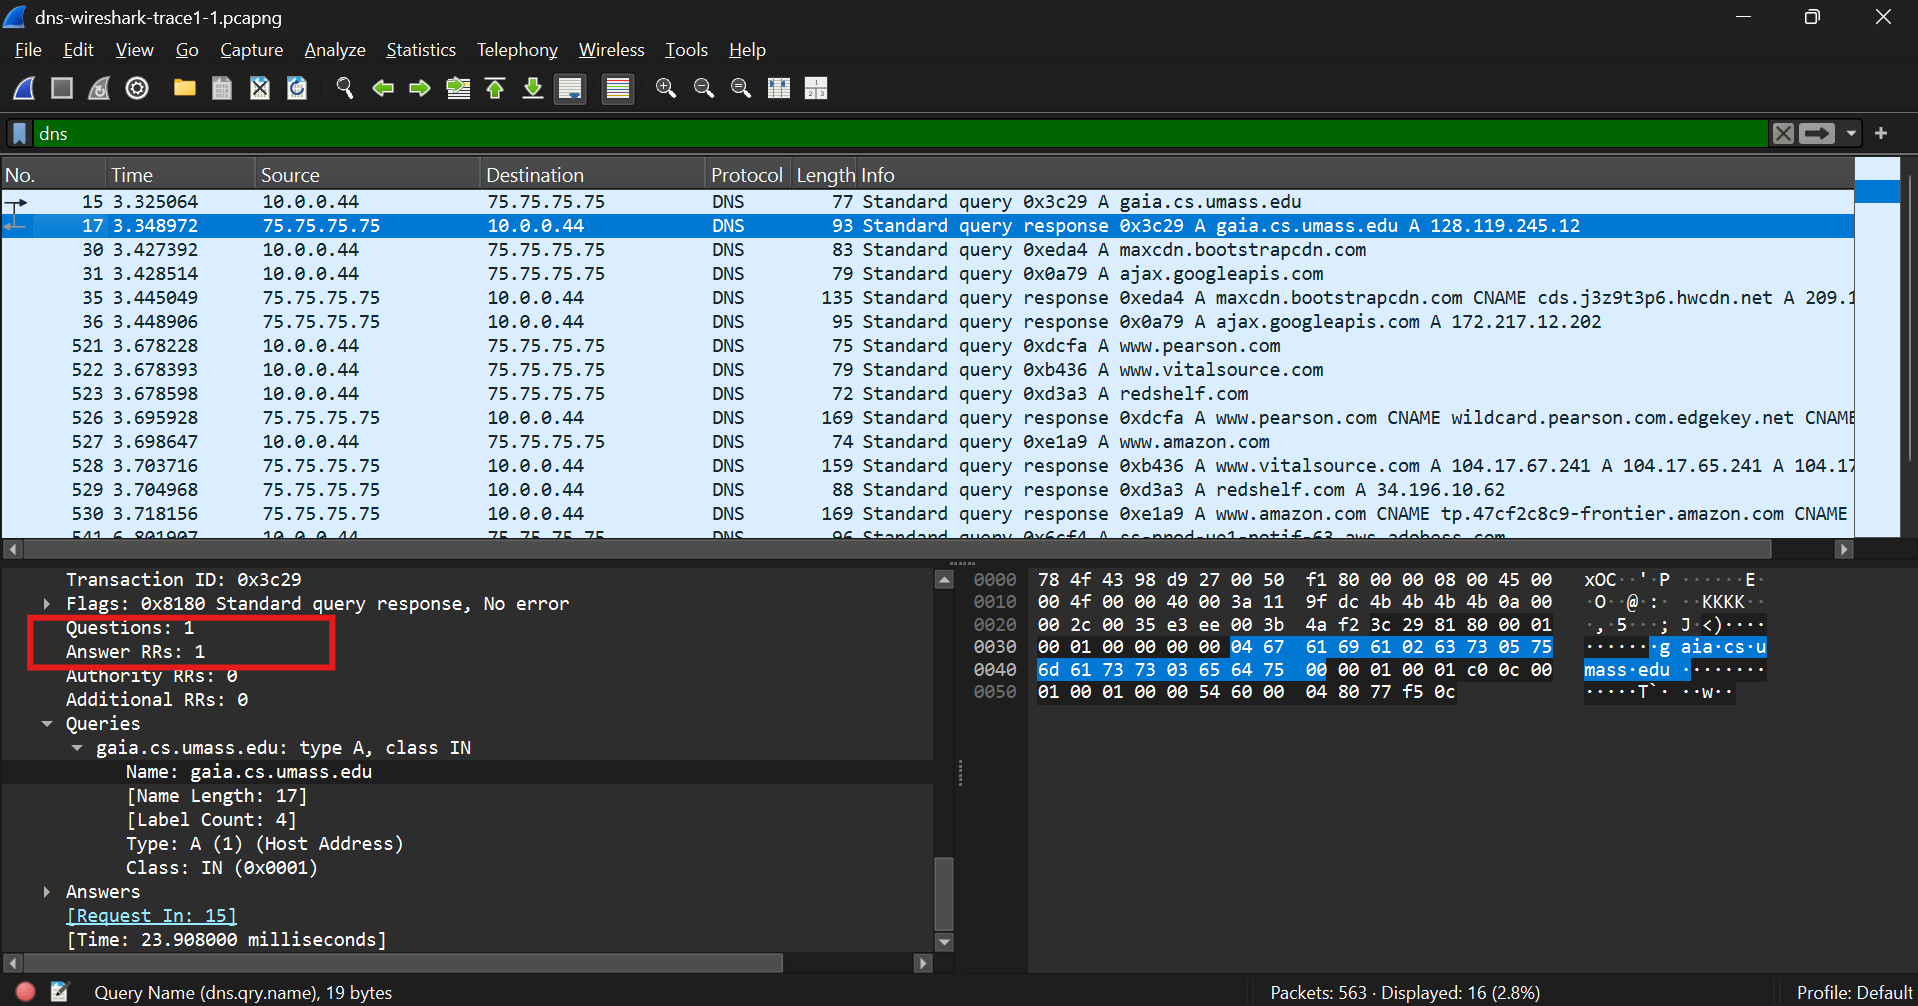 dns-wireshark-trace1-1.pcapng
File Edit View Go Capture Analyze Statistics Telephony Wireless Tools Help
dns
No. Time Source Destination Protocol Length Info
15 3.325064 10.0.0.44 75.75.75.75 DNS 77 Standard query 0x3c29 A gaia.cs.umass.edu
17 3.348972 75.75.75.75 10.0.0.44 DNS 93 Standard query response 0x3c29 A gaia.cs.umass.edu A 128.119.245.12
30 3.427392 10.0.0.44 75.75.75.75 DNS 83 Standard query 0xeda4 A maxcdn.bootstrapcdn.com
31 3.428514 10.0.0.44 75.75.75.75 DNS 79 Standard query 0x0a79 A ajax.googleapis.com
35 3.445049 75.75.75.75 10.0.0.44 DNS 135 Standard query response 0xeda4 A maxcdn.bootstrapcdn.com CNAME cds.j3z9t3p6.hwcdn.net A 209.1
36 3.448906 75.75.75.75 10.0.0.44 DNS 95 Standard query response 0x0a79 A ajax.googleapis.com A 172.217.12.202
521 3.678228 10.0.0.44 75.75.75.75 DNS 75 Standard query 0xdcfa A www.pearson.com
522 3.678393 10.0.0.44 75.75.75.75 DNS 79 Standard query 0xb436 A www.vitalsource.com
523 3.678598 10.0.0.44 75.75.75.75 DNS 72 Standard query 0xd3a3 A redshelf.com
526 3.695928 75.75.75.75 10.0.0.44 DNS 169 Standard query response 0xdcfa A www.pearson.com CNAME wildcard.pearson.com.edgekey.net CNAME
527 3.698647 10.0.0.44 75.75.75.75 DNS 74 Standard query 0xe1a9 A www.amazon.com
528 3.703716 75.75.75.75 10.0.0.44 DNS 159 Standard query response 0xb436 A www.vitalsource.com A 104.17.67.241 A 104.17.65.241 A 104.17
529 3.704968 75.75.75.75 10.0.0.44 DNS 88 Standard query response 0xd3a3 A redshelf.com A 34.196.10.62
530 3.718156 75.75.75.75 10.0.0.44 DNS 169 Standard query response 0xe1a9 A www.amazon.com CNAME tp.47cf2c8c9-frontier.amazon.com CNAME
Transaction ID: 0x3c29
Flags: 0x8180 Standard query response, No error
Questions: 1
Answer RRs: 1
Authority RRs: 0
Additional RRs: 0
Queries
gaia.cs.umass.edu: type A, class IN
Name: gaia.cs.umass.edu
[Name Length: 17]
[Label Count: 4]
Type: A (1) (Host Address)
Class: IN (0x0001)
Answers
[Request In: 15]
[Time: 23.908000 milliseconds]
0000 78 4f 43 98 d9 27 00 50 f1 80 00 00 08 00 45 00 xOC··'·P ······E·
0010 00 4f 00 00 40 00 3a 11 9f dc 4b 4b 4b 4b 0a 00 ·O··@·:· ··KKKK··
0020 00 2c 00 35 e3 ee 00 3b 4a f2 3c 29 81 80 00 01 ·,·5···; J·<)····
0030 00 01 00 00 00 00 04 67 61 69 61 02 63 73 05 75 ·······g aia·cs·u
0040 6d 61 73 73 03 65 64 75 00 00 01 00 01 c0 0c 00 mass·edu ········
0050 01 00 01 00 00 54 60 00 04 80 77 f5 0c ·····T`· ··w··
Query Name (dns.qry.name), 19 bytes
Packets: 563 · Displayed: 16 (2.8%)
Profile: Default